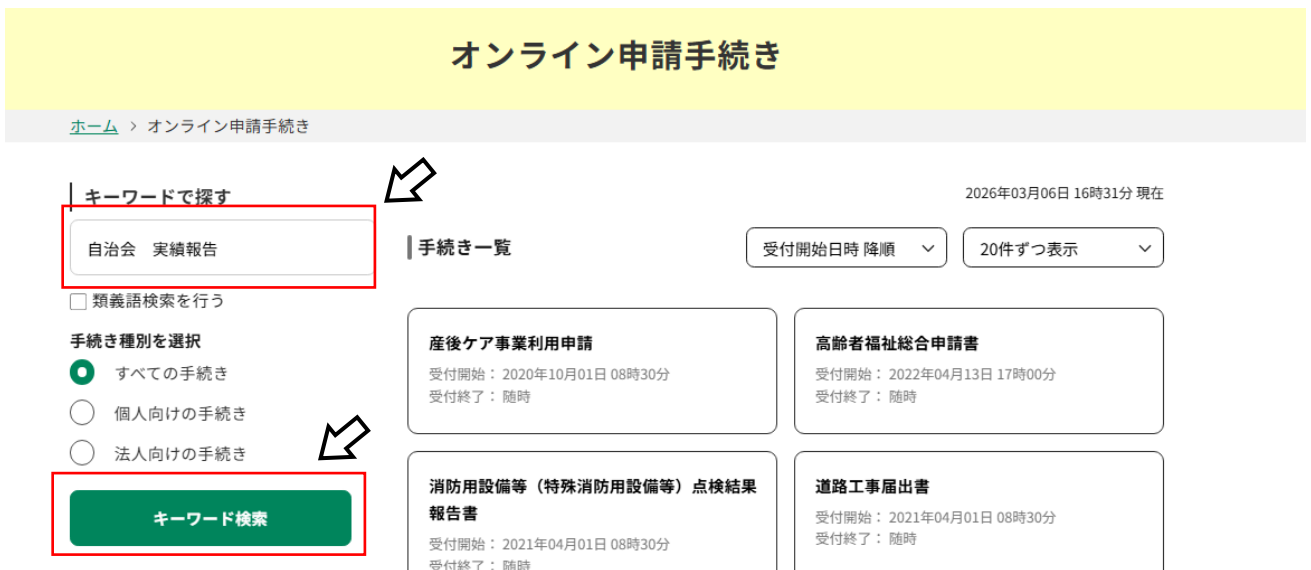 オンライン申請手続き
ホーム > オンライン申請手続き
キーワードで探す
自治会　実績報告
類義語検索を行う
手続き種別を選択
すべての手続き
個人向けの手続き
法人向けの手続き
キーワード検索
2026年03月06日 16時31分 現在
手続き一覧
受付開始日時 降順
20件ずつ表示
産後ケア事業利用申請
受付開始： 2020年10月01日 08時30分
受付終了： 随時
高齢者福祉総合申請書
受付開始： 2022年04月13日 17時00分
受付終了： 随時
消防用設備等（特殊消防用設備等）点検結果
報告書
受付開始： 2021年04月01日 08時30分
受付終了： 随時
道路工事届出書
受付開始： 2021年04月01日 08時30分
受付終了： 随時